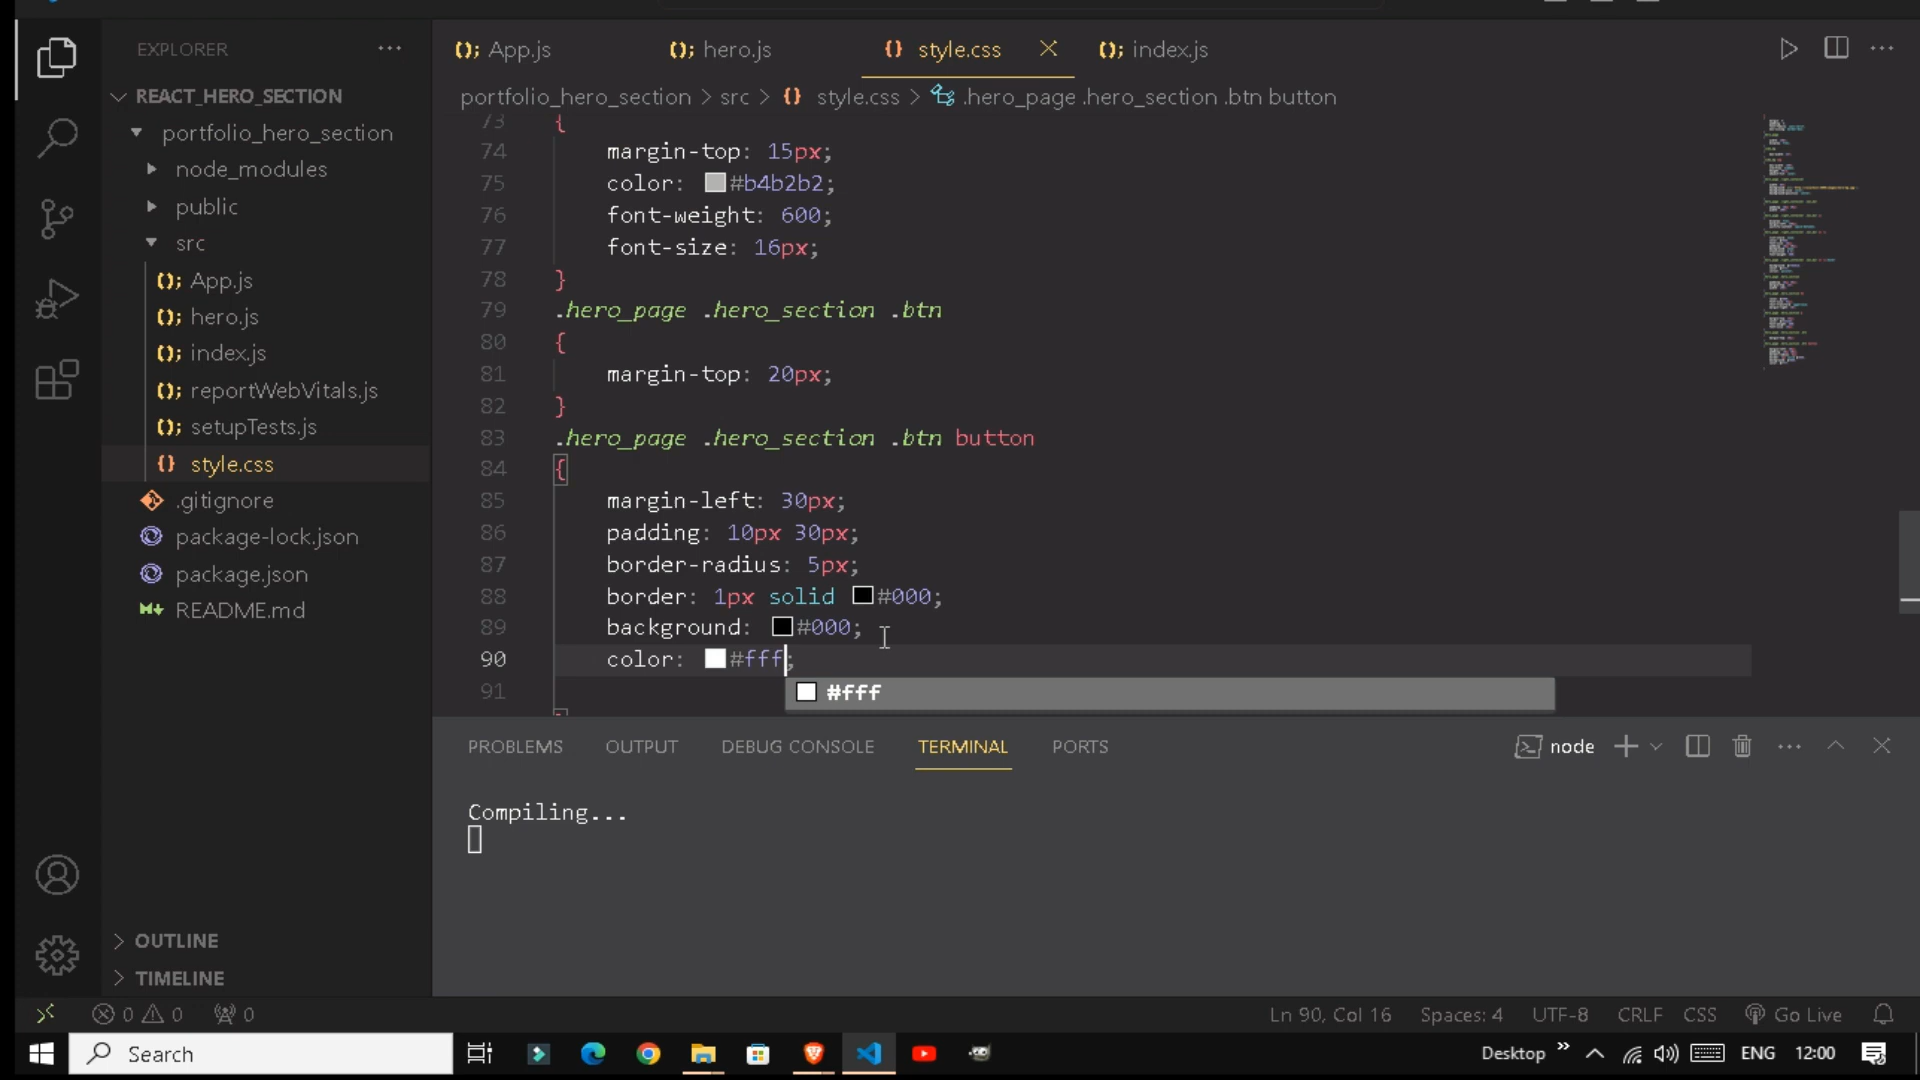 EXPLORER
REACT_HERO_SECTION
portfolio_hero_section
node_modules
public
src
App.js
hero.js
index.js
reportWebVitals.js
setupTests.js
style.css
.gitignore
package-lock.json
package.json
README.md
OUTLINE
TIMELINE
App.js hero.js style.css index.js
portfolio_hero_section > src > {} style.css > .hero_page .hero_section .btn button
73 {
74 margin-top: 15px;
75 color: #b4b2b2;
76 font-weight: 600;
77 font-size: 16px;
78 }
79 .hero_page .hero_section .btn
80 {
81 margin-top: 20px;
82 }
83 .hero_page .hero_section .btn button
84 {
85 margin-left: 30px;
86 padding: 10px 30px;
87 border-radius: 5px;
88 border: 1px solid #000;
89 background: #000;
90 color: #fff;
91
#fff
PROBLEMS OUTPUT DEBUG CONSOLE TERMINAL PORTS
node
Compiling...
0 0 0
Ln 90, Col 16 Spaces: 4 UTF-8 CRLF CSS Go Live
Search
Desktop » ENG 12:00